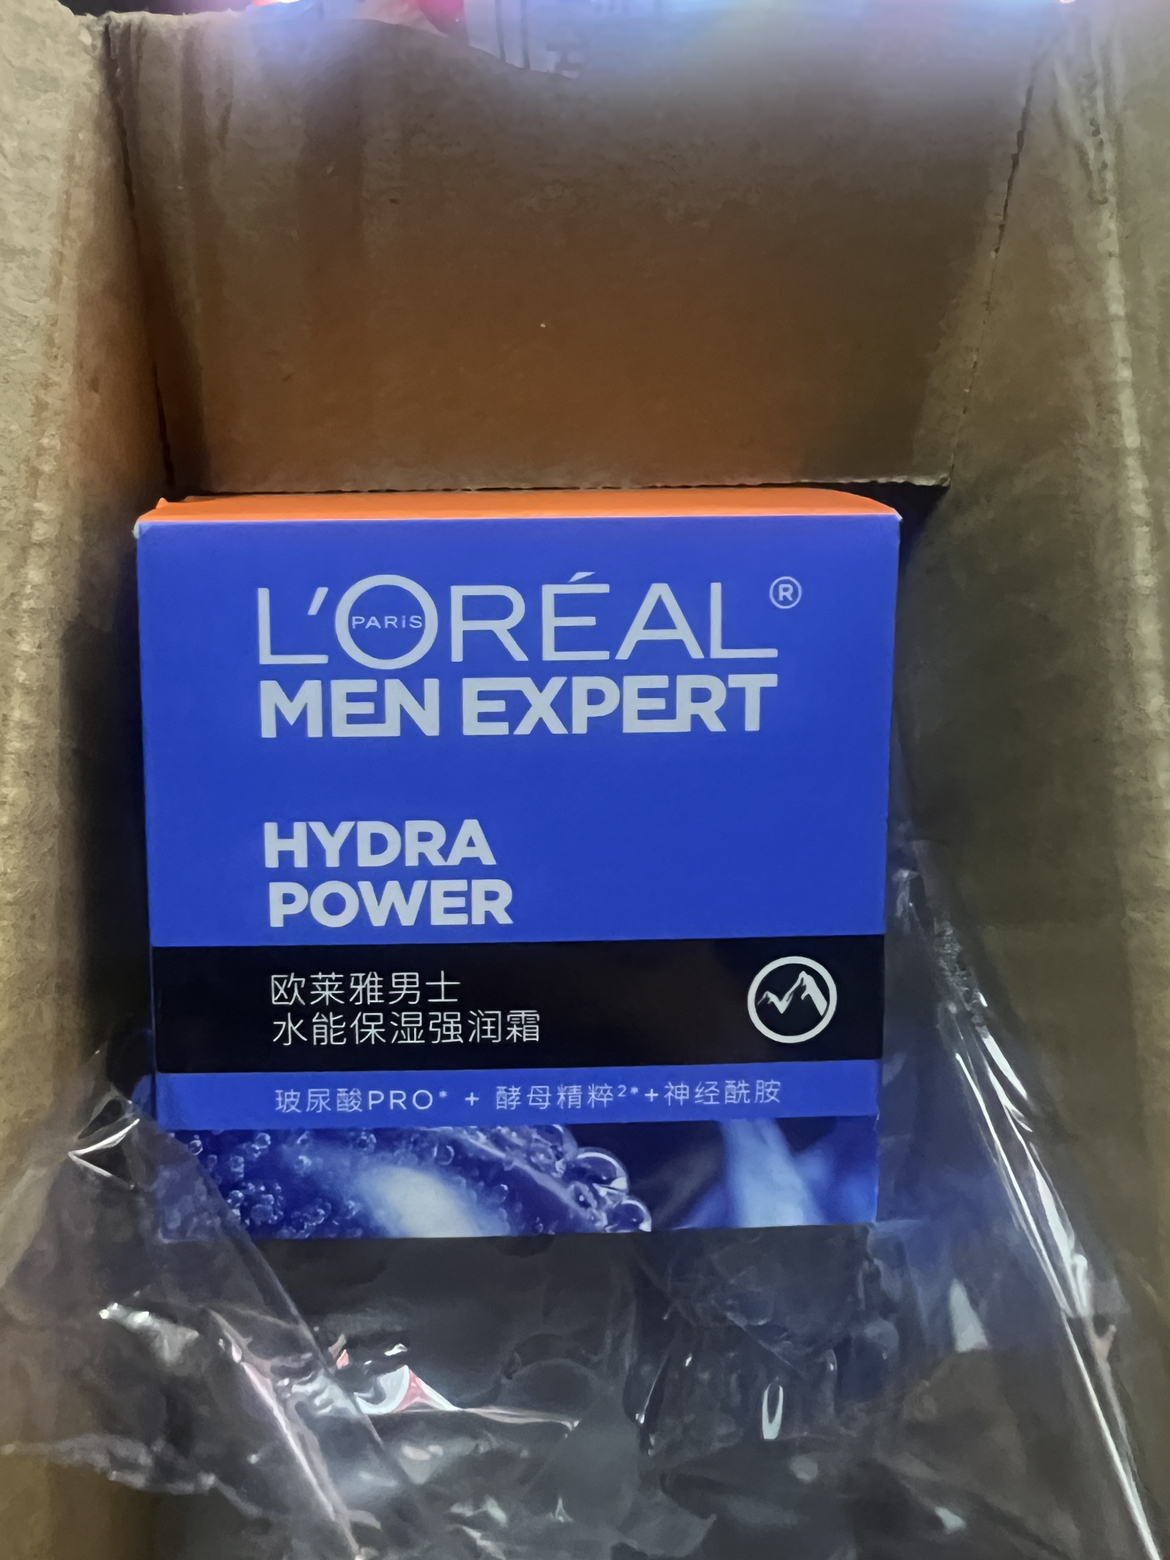 L'ORÉAL®
PARIS
MEN EXPERT
HYDRA
POWER
欧莱雅男士
水能保湿强润霜
玻尿酸PRO* + 酵母精粹²*+神经酰胺